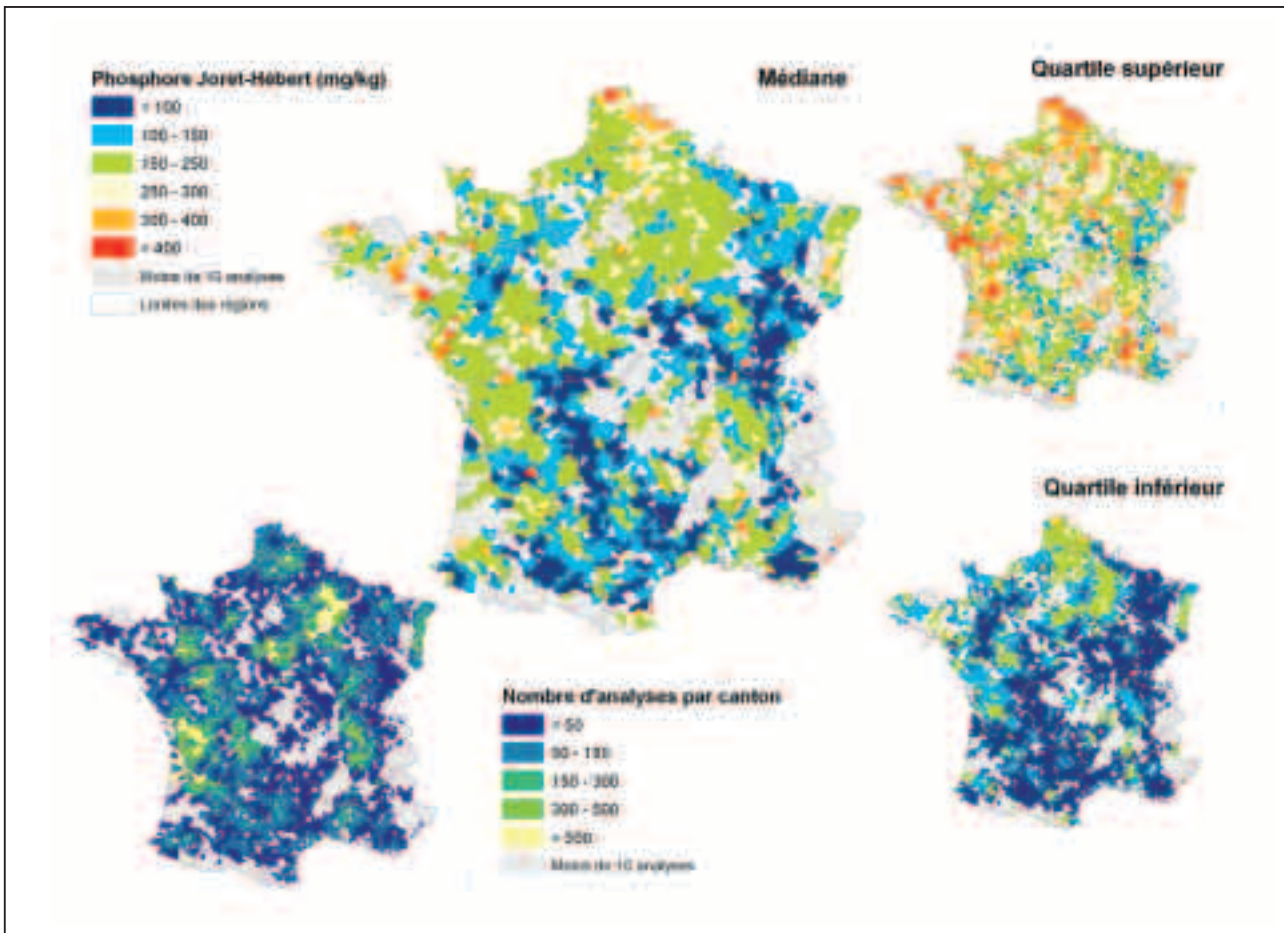 Phosphore Joret-Hébert (mg/kg)
< 100
100 - 150
150 - 250
250 - 300
300 - 400
> 400
Moins de 10 analyses
Limites des régions
Médiane
Quartile supérieur
Quartile inférieur
Nombre d'analyses par canton
< 50
50 - 150
150 - 300
300 - 500
> 500
Moins de 10 analyses